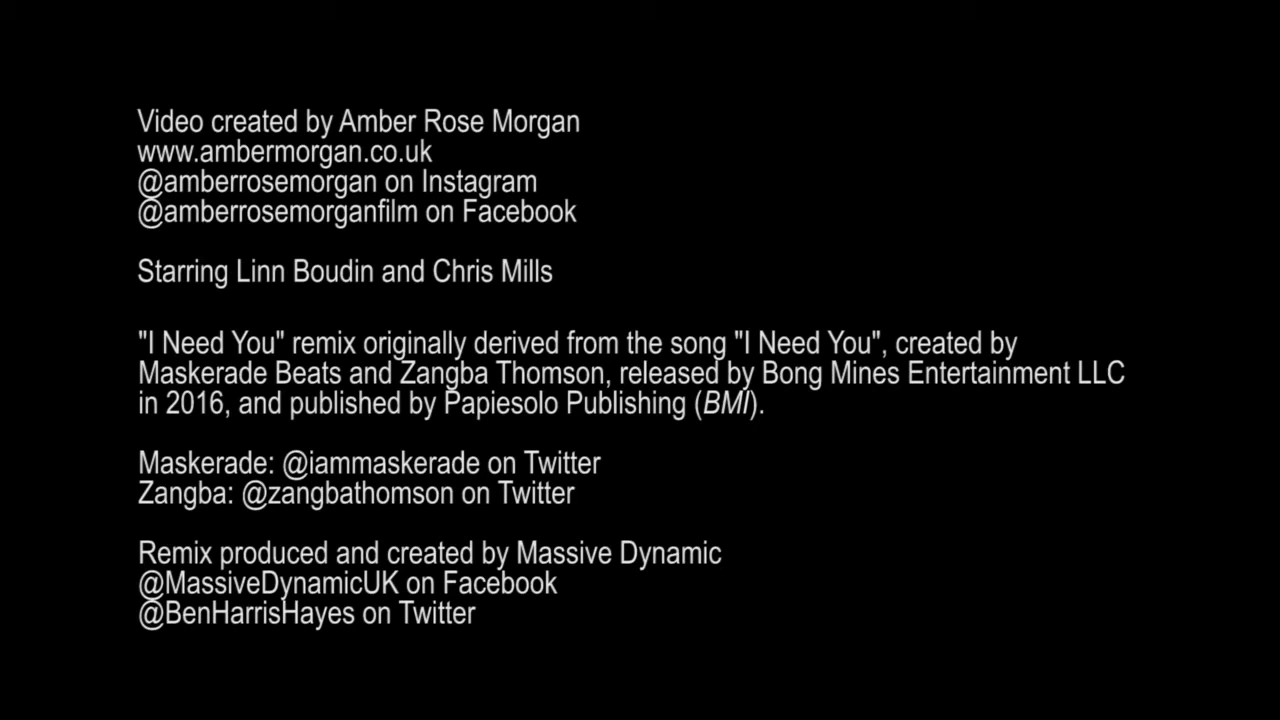 Video created by Amber Rose Morgan
www.ambermorgan.co.uk
@amberrosemorgan on Instagram
@amberrosemorganfilm on Facebook
Starring Linn Boudin and Chris Mills
"I Need You" remix originally derived from the song "I Need You", created by
Maskerade Beats and Zangba Thomson, released by Bong Mines Entertainment LLC
in 2016, and published by Papiesolo Publishing (BMI).
Maskerade: @iammaskerade on Twitter
Zangba: @zangbathomson on Twitter
Remix produced and created by Massive Dynamic
@MassiveDynamicUK on Facebook
@BenHarrisHayes on Twitter